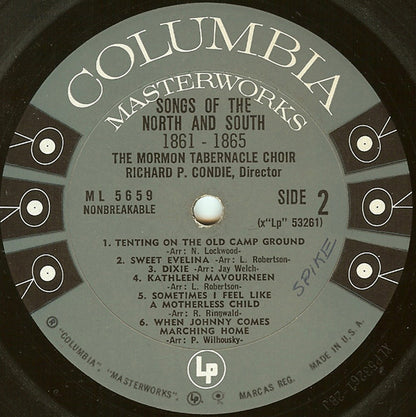 COLUMBIA
MASTERWORKS
SONGS OF THE
NORTH AND SOUTH
1861 - 1865
THE MORMON TABERNACLE CHOIR
RICHARD P. CONDIE, Director
ML 5659
NONBREAKABLE
SIDE 2
(x"Lp" 53261)
1. TENTING ON THE OLD CAMP GROUND
-Arr: N. Lockwood-
2. SWEET EVELINA -Arr: L. Robertson-
3. DIXIE -Arr: Jay Welch-
4. KATHLEEN MAVOURNEEN
-Arr: L. Robertson-
5. SOMETIMES I FEEL LIKE
A MOTHERLESS CHILD
-Arr: R. Ringwald-
6. WHEN JOHNNY COMES
MARCHING HOME
-Arr: P. Wilhousky-
SPIKE
Lp
® "COLUMBIA", "MASTERWORKS", MARCAS REG. MADE IN U.S.A.